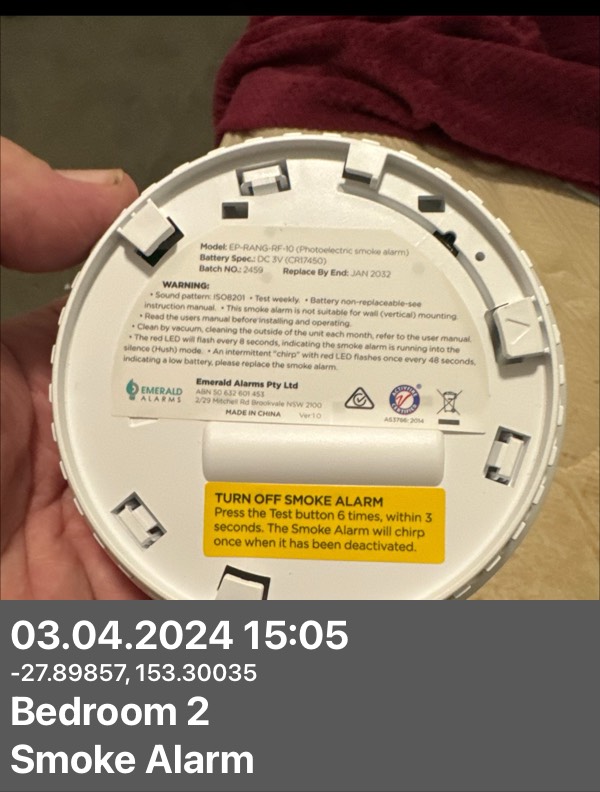 Model: EP-RANG-RF-10 (Photoelectric smoke alarm)
Battery Spec.: DC 3V (CR17450)
Batch NO.: 2459 Replace By End: JAN 2032
WARNING:
• Sound pattern: ISO8201 • Test weekly. • Battery non-replaceable-see
instruction manual. • This smoke alarm is not suitable for wall (vertical) mounting.
• Read the users manual before installing and operating.
• Clean by vacuum, cleaning the outside of the unit each month, refer to the user manual.
• The red LED will flash every 8 seconds, indicating the smoke alarm is running into the
silence (Hush) mode. • An intermittent "chirp" with red LED flashes once every 48 seconds,
indicating a low battery, please replace the smoke alarm.
EMERALD
ALARMS
Emerald Alarms Pty Ltd
ABN 50 632 601 453
2/29 Mitchell Rd Brookvale NSW 2100
MADE IN CHINA Ver1.0
AS3786:2014
TURN OFF SMOKE ALARM
Press the Test button 6 times, within 3
seconds. The Smoke Alarm will chirp
once when it has been deactivated.
03.04.2024 15:05
-27.89857, 153.30035
Bedroom 2
Smoke Alarm